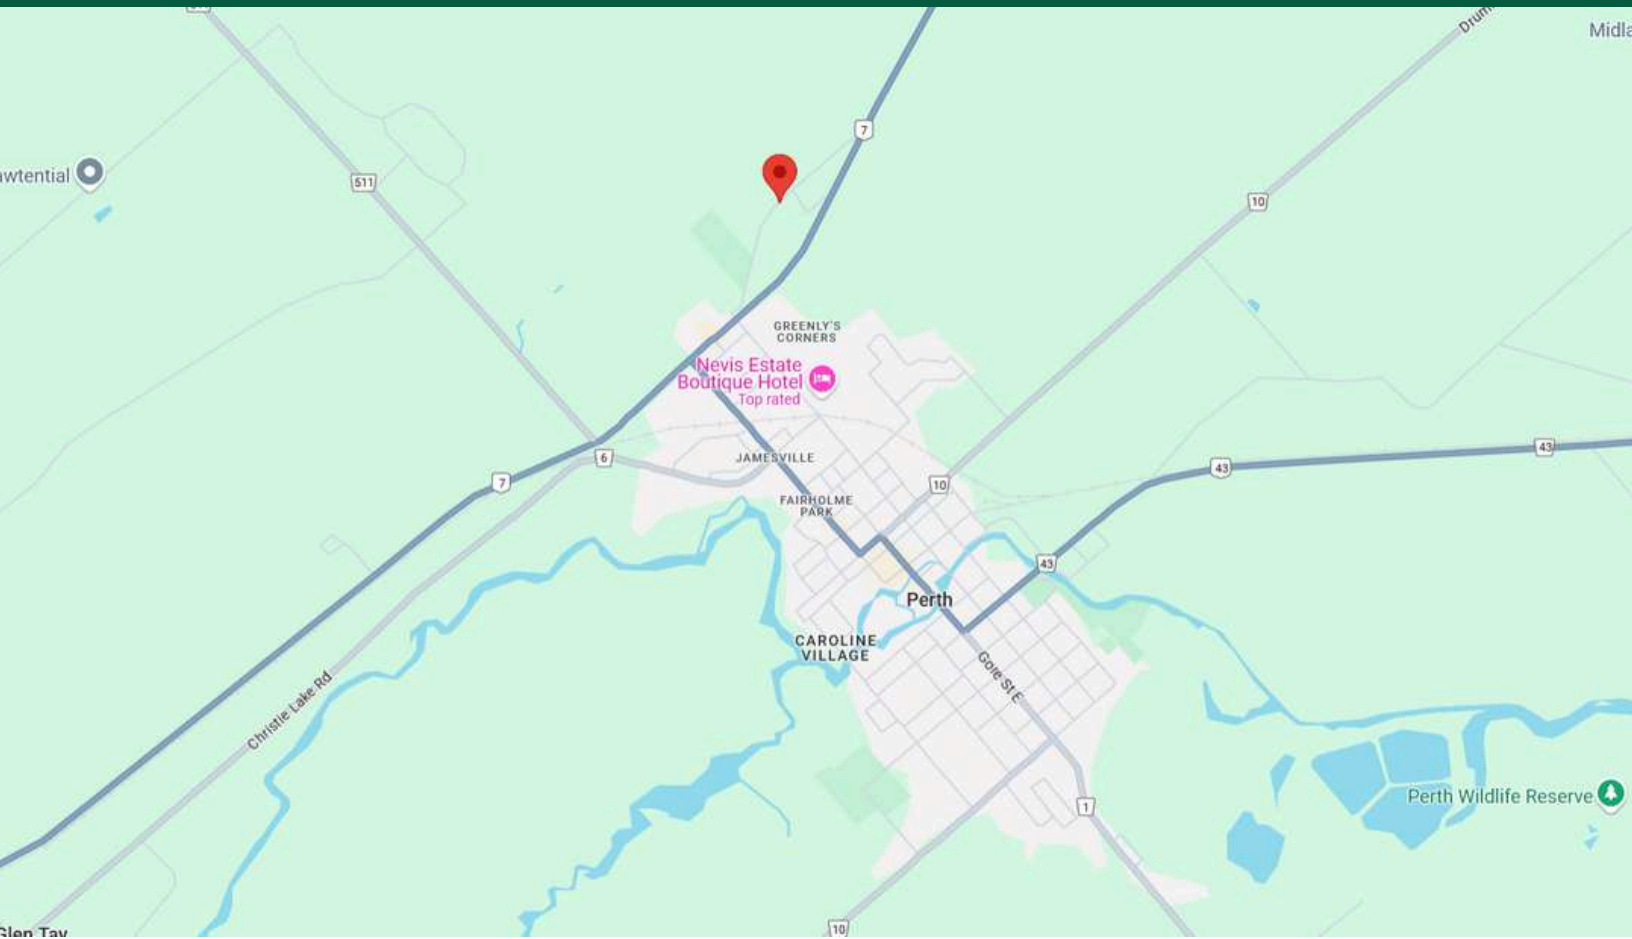 Midla
Drum
7
511
awtential
10
GREENLY'S
CORNERS
Nevis Estate
Boutique Hotel
Top rated
43
43
6
JAMESVILLE
7
10
FAIRHOLME
PARK
43
Perth
CAROLINE
VILLAGE
Gore St E
Christie Lake Rd
Perth Wildlife Reserve
1
10
Glen Tay